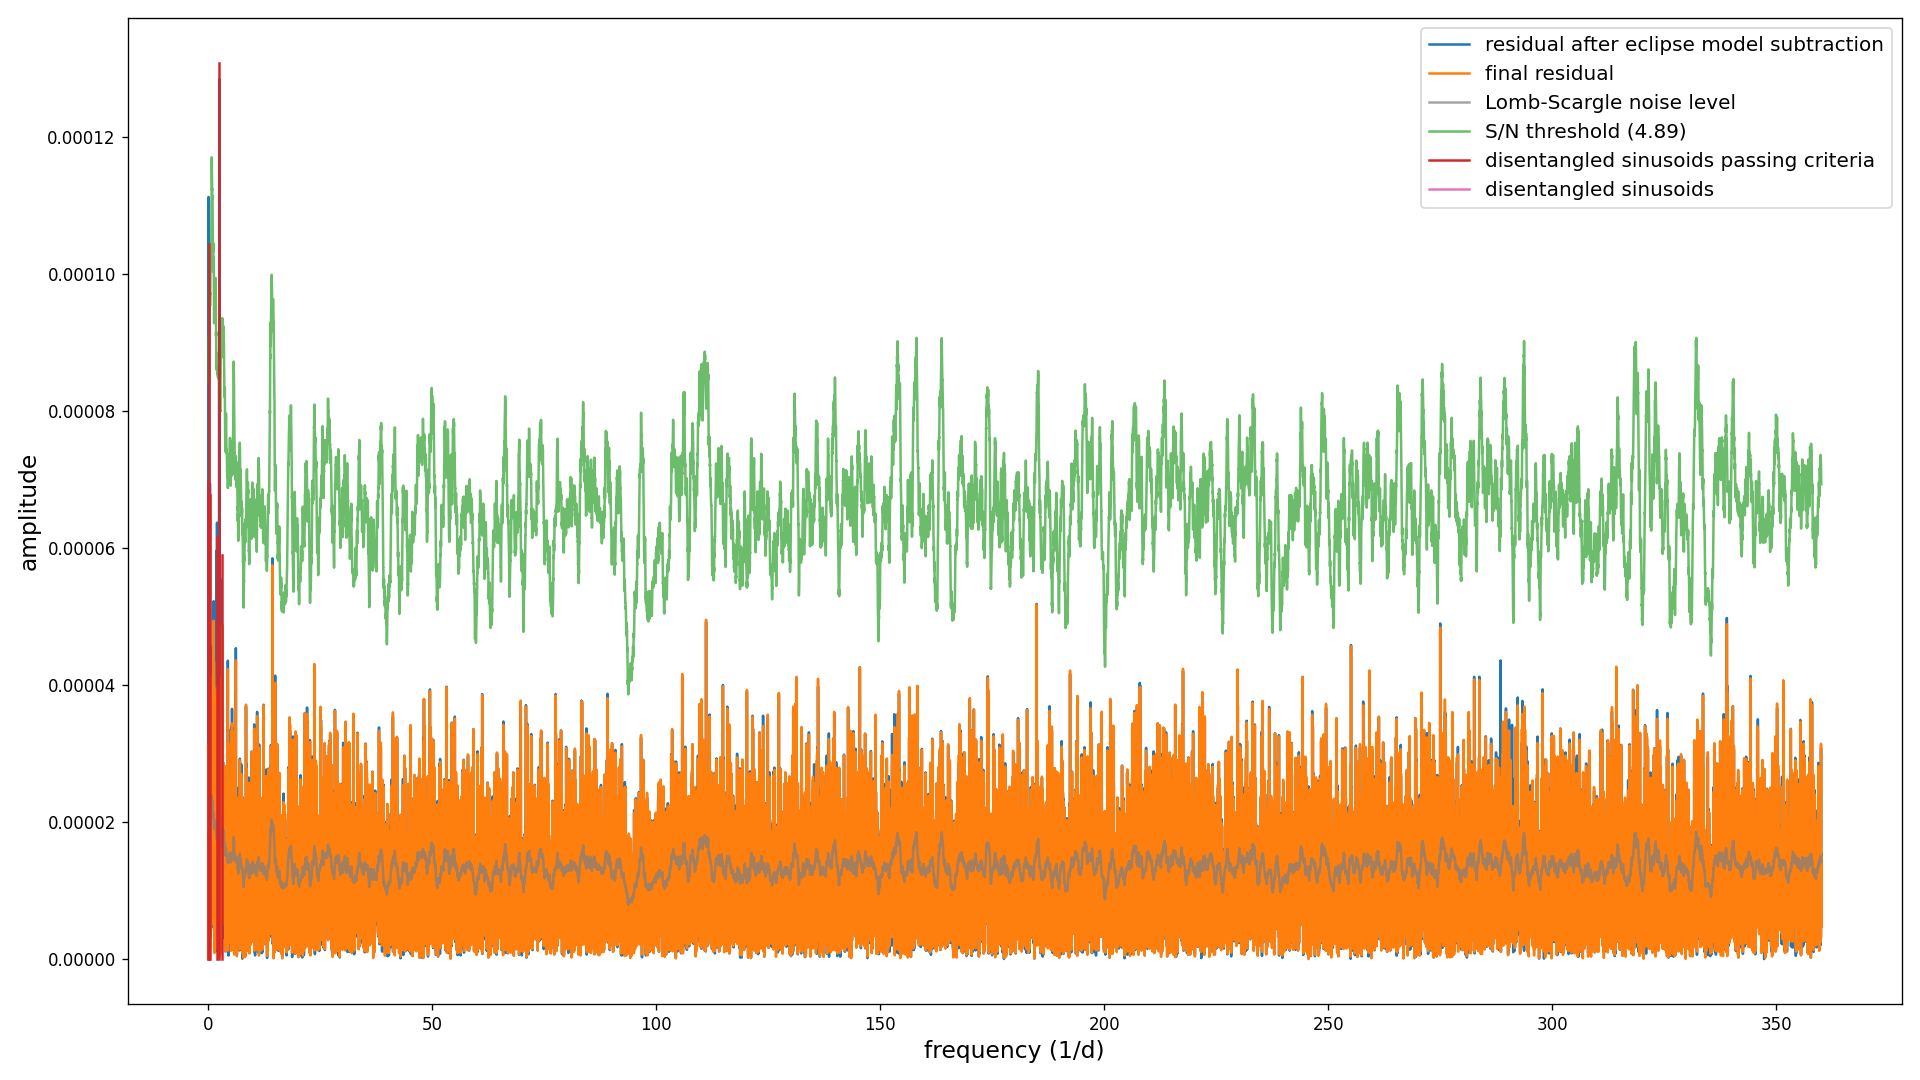 residual after eclipse model subtraction
final residual
Lomb-Scargle noise level
S/N threshold (4.89)
disentangled sinusoids passing criteria
disentangled sinusoids
amplitude
0.00012
0.00010
0.00008
0.00006
0.00004
0.00002
0.00000
0 50 100 150 200 250 300 350
frequency (1/d)